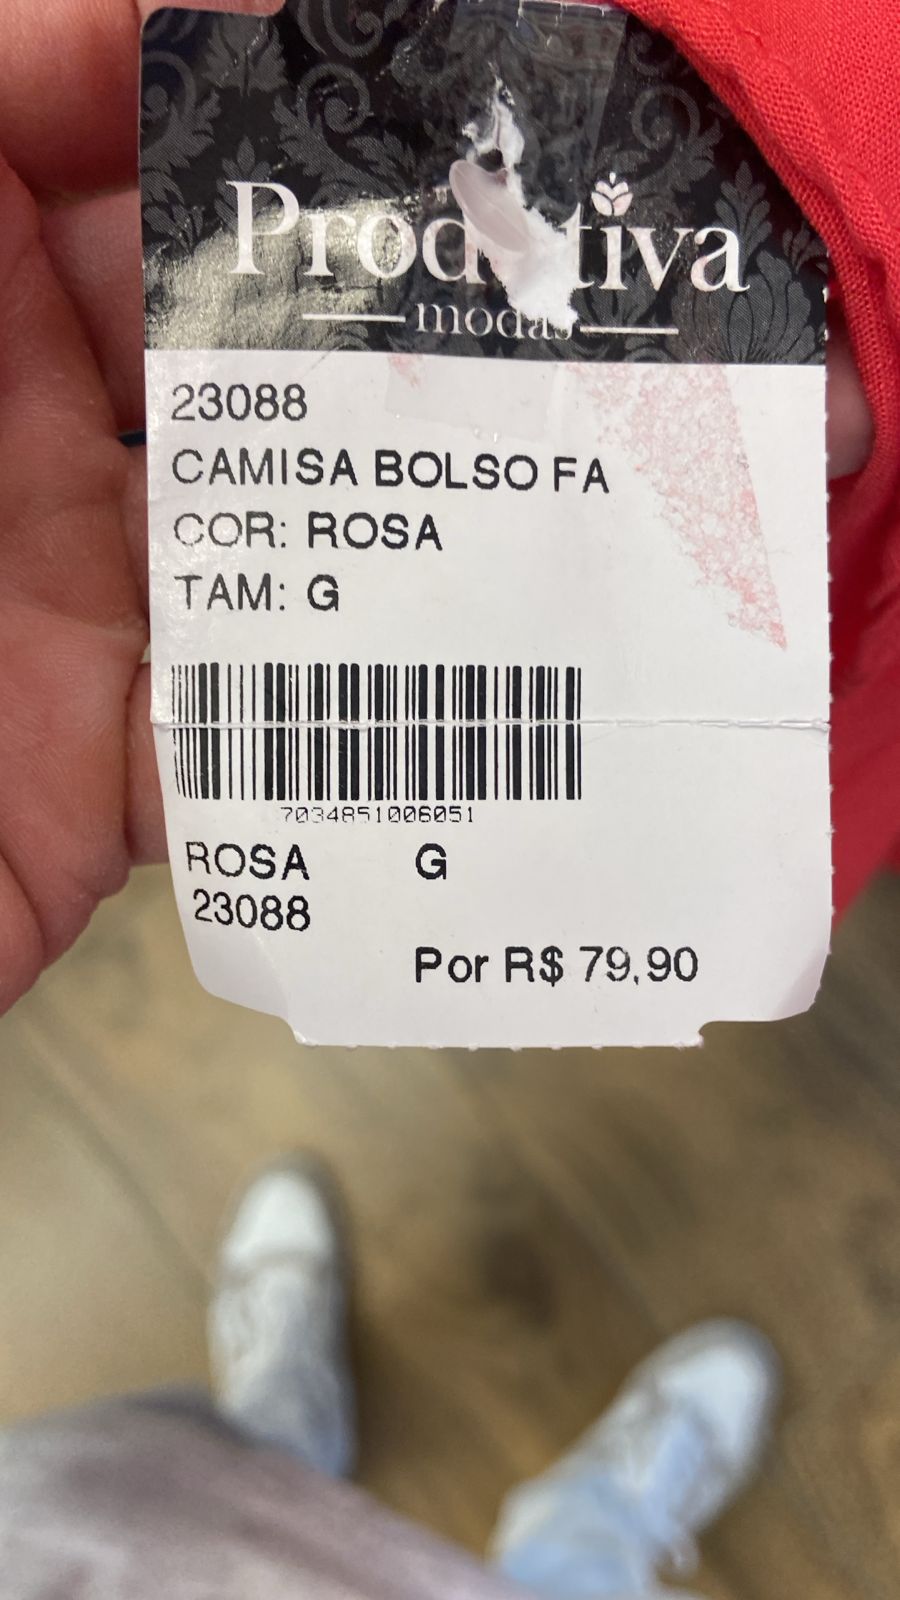 modas
23088
CAMISA BOLSO FA
COR: ROSA
TAM: G
7034851006051
ROSA G
23088
Por R$ 79,90